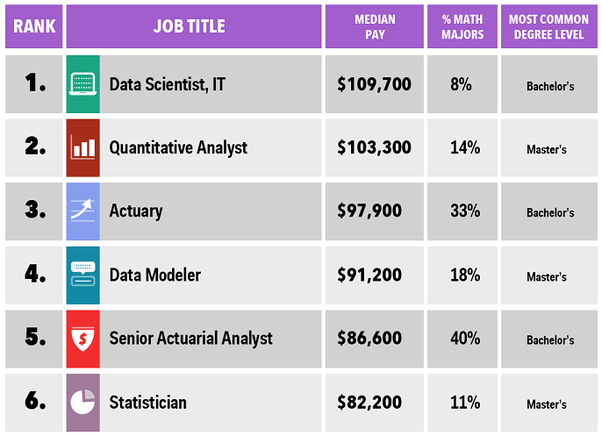 RANK JOB TITLE MEDIAN PAY % MATH MAJORS MOST COMMON DEGREE LEVEL
1. Data Scientist, IT $109,700 8% Bachelor's
2. Quantitative Analyst $103,300 14% Master's
3. Actuary $97,900 33% Bachelor's
4. Data Modeler $91,200 18% Master's
5. $ Senior Actuarial Analyst $86,600 40% Bachelor's
6. Statistician $82,200 11% Master's